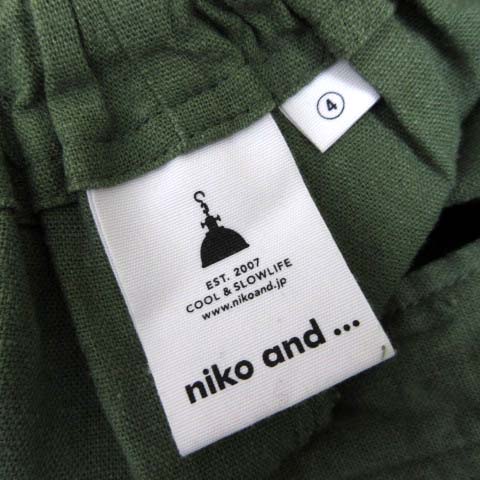 ④
EST. 2007
COOL & SLOWLIFE
www.nikoand.jp
niko and ...